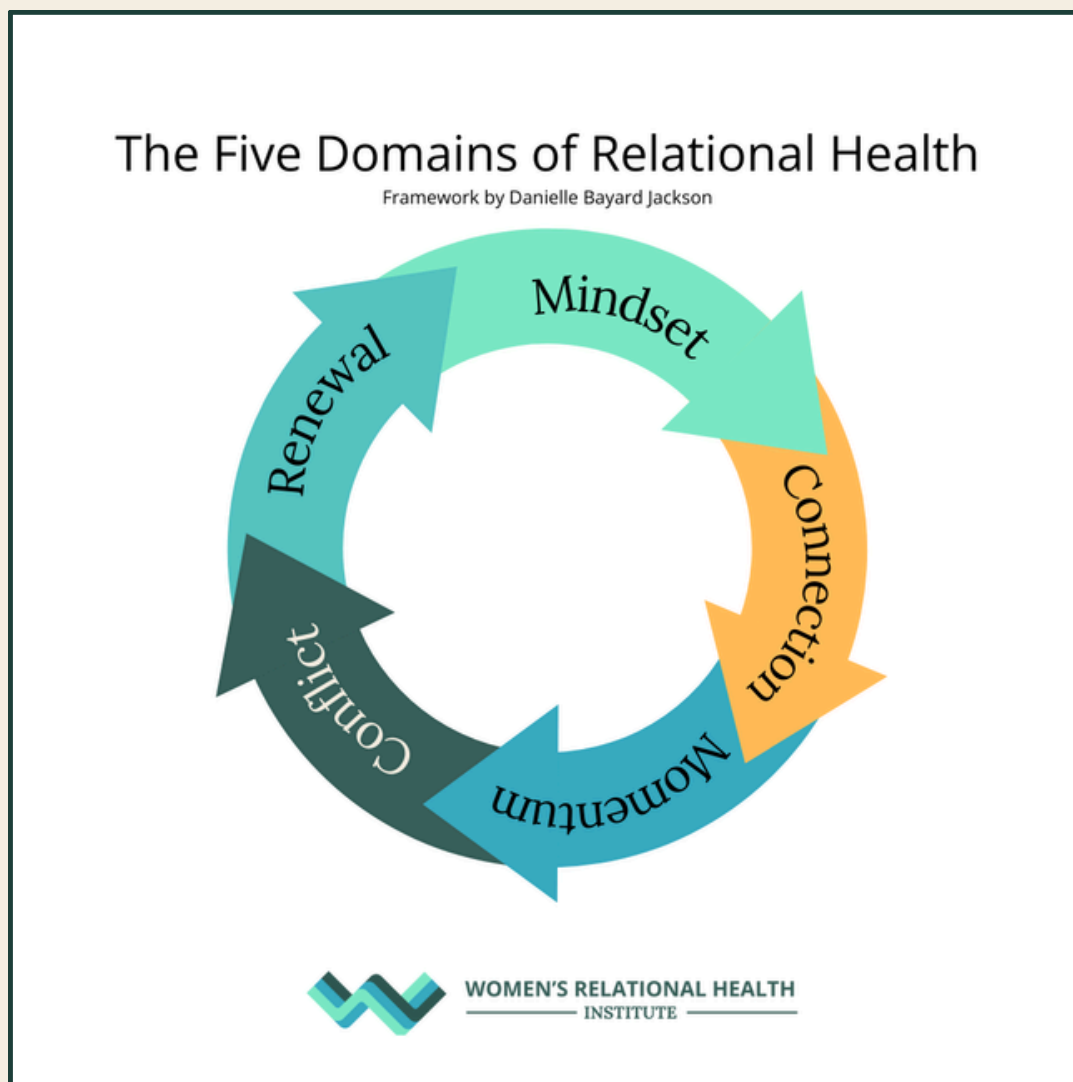 The Five Domains of Relational Health
Framework by Danielle Bayard Jackson
Mindset
Connection
Momentum
Conflict
Renewal
WOMEN'S RELATIONAL HEALTH
INSTITUTE